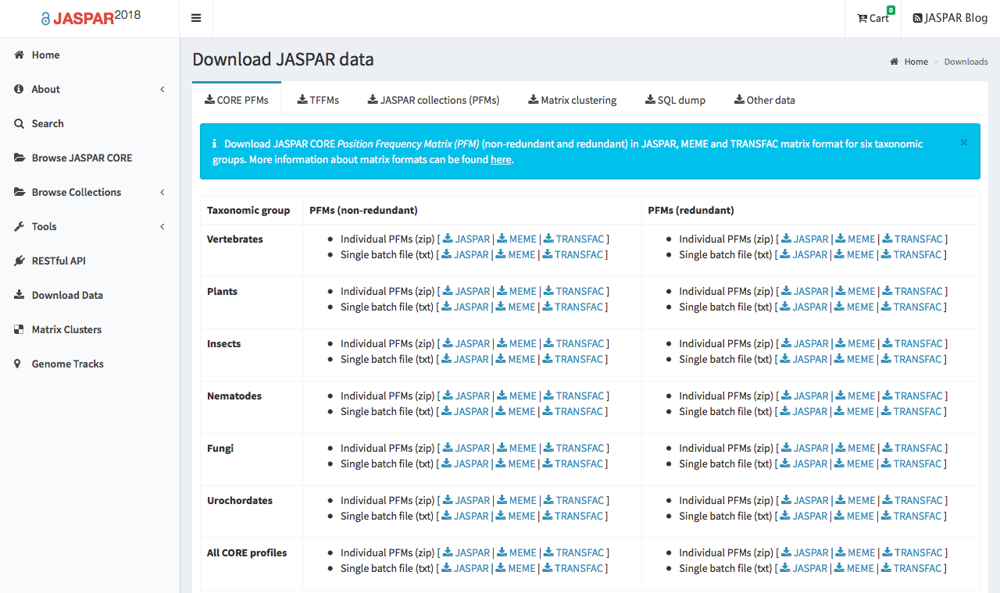 JASPAR2018
0
Cart
JASPAR Blog
Home
About
Search
Browse JASPAR CORE
Browse Collections
Tools
RESTful API
Download Data
Matrix Clusters
Genome Tracks
Download JASPAR data
Home > Downloads
CORE PFMs TFFMs JASPAR collections (PFMs) Matrix clustering SQL dump Other data
Download JASPAR CORE Position Frequency Matrix (PFM) (non-redundant and redundant) in JASPAR, MEME and TRANSFAC matrix format for six taxonomic ×
groups. More information about matrix formats can be found here.
Taxonomic group PFMs (non-redundant) PFMs (redundant)
Vertebrates • Individual PFMs (zip) [ JASPAR | MEME | TRANSFAC ] • Individual PFMs (zip) [ JASPAR | MEME | TRANSFAC ]
• Single batch file (txt) [ JASPAR | MEME | TRANSFAC ] • Single batch file (txt) [ JASPAR | MEME | TRANSFAC ]
Plants • Individual PFMs (zip) [ JASPAR | MEME | TRANSFAC ] • Individual PFMs (zip) [ JASPAR | MEME | TRANSFAC ]
• Single batch file (txt) [ JASPAR | MEME | TRANSFAC ] • Single batch file (txt) [ JASPAR | MEME | TRANSFAC ]
Insects • Individual PFMs (zip) [ JASPAR | MEME | TRANSFAC ] • Individual PFMs (zip) [ JASPAR | MEME | TRANSFAC ]
• Single batch file (txt) [ JASPAR | MEME | TRANSFAC ] • Single batch file (txt) [ JASPAR | MEME | TRANSFAC ]
Nematodes • Individual PFMs (zip) [ JASPAR | MEME | TRANSFAC ] • Individual PFMs (zip) [ JASPAR | MEME | TRANSFAC ]
• Single batch file (txt) [ JASPAR | MEME | TRANSFAC ] • Single batch file (txt) [ JASPAR | MEME | TRANSFAC ]
Fungi • Individual PFMs (zip) [ JASPAR | MEME | TRANSFAC ] • Individual PFMs (zip) [ JASPAR | MEME | TRANSFAC ]
• Single batch file (txt) [ JASPAR | MEME | TRANSFAC ] • Single batch file (txt) [ JASPAR | MEME | TRANSFAC ]
Urochordates • Individual PFMs (zip) [ JASPAR | MEME | TRANSFAC ] • Individual PFMs (zip) [ JASPAR | MEME | TRANSFAC ]
• Single batch file (txt) [ JASPAR | MEME | TRANSFAC ] • Single batch file (txt) [ JASPAR | MEME | TRANSFAC ]
All CORE profiles • Individual PFMs (zip) [ JASPAR | MEME | TRANSFAC ] • Individual PFMs (zip) [ JASPAR | MEME | TRANSFAC ]
• Single batch file (txt) [ JASPAR | MEME | TRANSFAC ] • Single batch file (txt) [ JASPAR | MEME | TRANSFAC ]